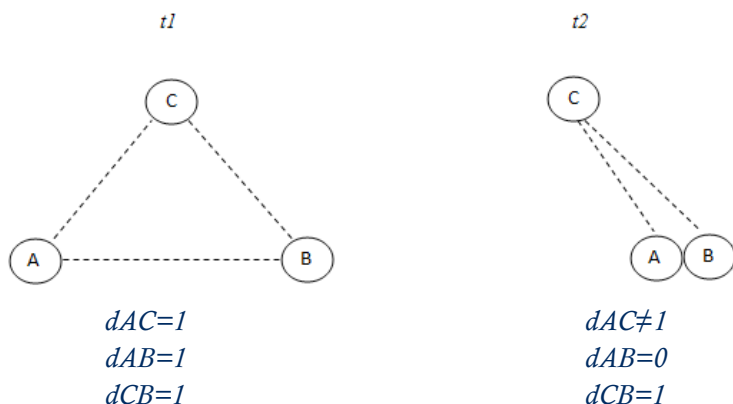 t1
t2
C
C
A
B
A
B
dAC=1
dAB=1
dCB=1
dAC≠1
dAB=0
dCB=1